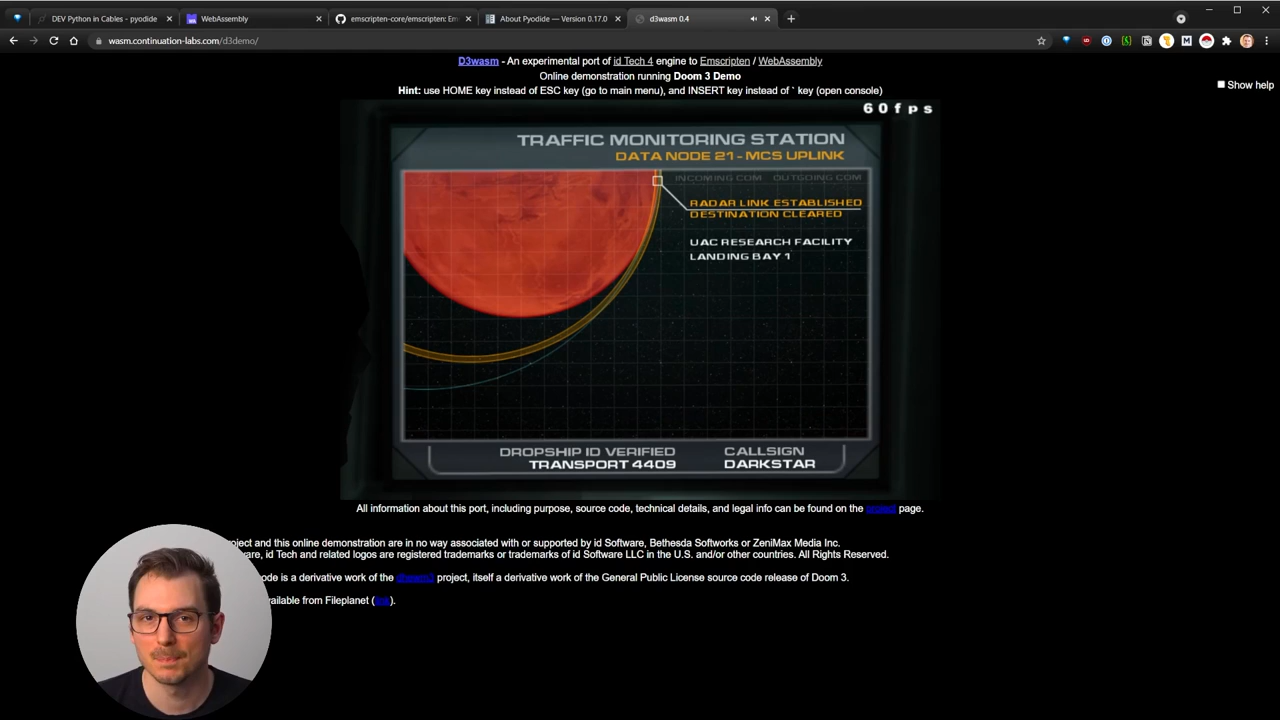 DEV Python in Cables - pyodide
WebAssembly
emscripten-core/emscripten: Em
About Pyodide — Version 0.17.0
d3wasm 0.4
wasm.continuation-labs.com/d3demo/
D3wasm - An experimental port of id Tech 4 engine to Emscripten / WebAssembly
Online demonstration running Doom 3 Demo
Hint: use HOME key instead of ESC key (go to main menu), and INSERT key instead of ` key (open console)
Show help
60fps
TRAFFIC MONITORING STATION
DATA NODE 21 - MCS UPLINK
INCOMING COM OUTGOING COM
RADAR LINK ESTABLISHED
DESTINATION CLEARED
UAC RESEARCH FACILITY
LANDING BAY 1
DROPSHIP ID VERIFIED
TRANSPORT 4409
CALLSIGN
DARKSTAR
All information about this port, including purpose, source code, technical details, and legal info can be found on the project page.
oject and this online demonstration are in no way associated with or supported by id Software, Bethesda Softworks or ZeniMax Media Inc.
ware, id Tech and related logos are registered trademarks or trademarks of id Software LLC in the U.S. and/or other countries. All Rights Reserved.
ode is a derivative work of the dhewm3 project, itself a derivative work of the General Public License source code release of Doom 3.
vailable from Fileplanet (link).